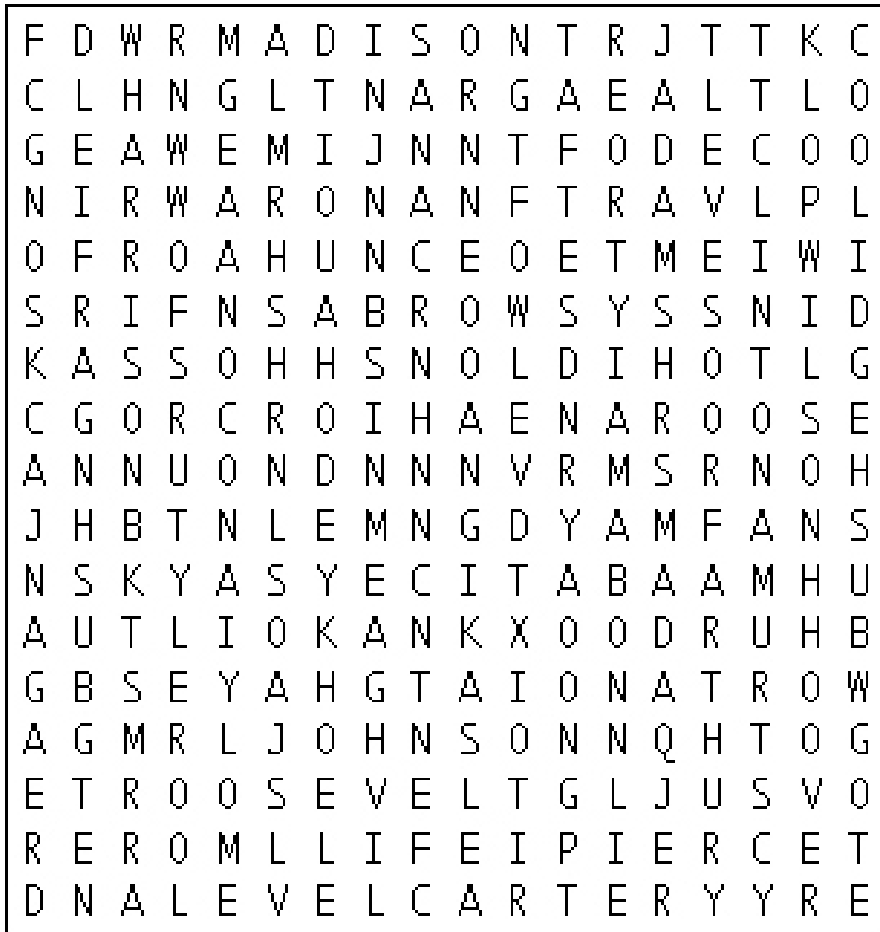 F D W R M A D I S O N T R J T T K C
C L H N G L T N A R G A E A L T L O
G E A W E M I J N N T F O D E C O O
N I R W A R O N A N F T R A V L P L
O F R O A H U N C E O E T M E I W I
S R I F N S A B R O W S Y S S N I D
K A S S O H H S N O L D I H O T L G
C G O R C R O I H A E N A R O O S E
A N N U O N D N N N V R M S R N O H
J H B T N L E M N G D Y A M F A N S
N S K Y A S Y E C I T A B A A M H U
A U T L I O K A N K X O O D R U H B
G B S E Y A H G T A I O N A T R O W
A G M R L J O H N S O N N Q H T O G
E T R O O S E V E L T G L J U S V O
R E R O M L L I F E I P I E R C E T
D N A L E V E L C A R T E R Y Y R E